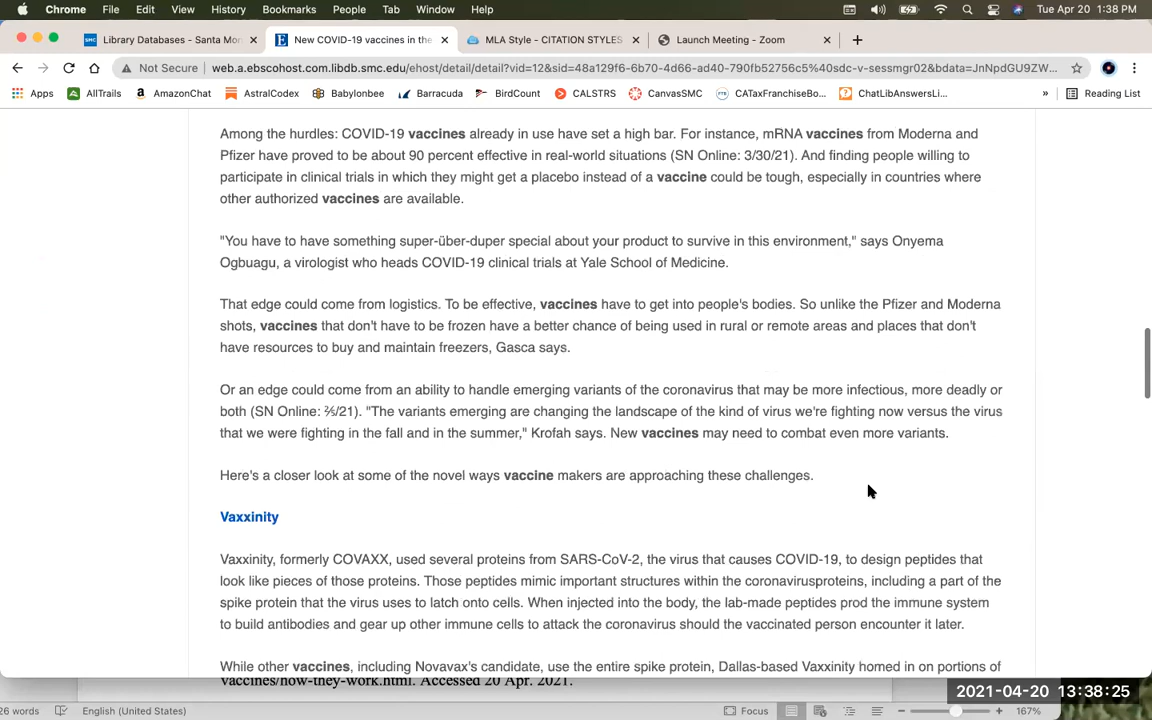 Chrome File Edit View History Bookmarks People Tab Window Help Tue Apr 20 1:38 PM
Library Databases - Santa Mon New COVID-19 vaccines in the MLA Style - CITATION STYLES Launch Meeting - Zoom
Not Secure web.a.ebscohost.com.libdb.smc.edu/ehost/detail/detail?vid=12&sid=48a129f6-6b70-4d66-ad40-790fb52756c5%40sdc-v-sessmgr02&bdata=JnNpdGU9ZW...
Apps AllTrails AmazonChat AstralCodex Babylonbee Barracuda BirdCount CALSTRS CanvasSMC CATaxFranchiseBo... ChatLibAnswersLi... » Reading List
Among the hurdles: COVID-19 vaccines already in use have set a high bar. For instance, mRNA vaccines from Moderna and
Pfizer have proved to be about 90 percent effective in real-world situations (SN Online: 3/30/21). And finding people willing to
participate in clinical trials in which they might get a placebo instead of a vaccine could be tough, especially in countries where
other authorized vaccines are available.
"You have to have something super-über-duper special about your product to survive in this environment," says Onyema
Ogbuagu, a virologist who heads COVID-19 clinical trials at Yale School of Medicine.
That edge could come from logistics. To be effective, vaccines have to get into people's bodies. So unlike the Pfizer and Moderna
shots, vaccines that don't have to be frozen have a better chance of being used in rural or remote areas and places that don't
have resources to buy and maintain freezers, Gasca says.
Or an edge could come from an ability to handle emerging variants of the coronavirus that may be more infectious, more deadly or
both (SN Online: ⅖/21). "The variants emerging are changing the landscape of the kind of virus we're fighting now versus the virus
that we were fighting in the fall and in the summer," Krofah says. New vaccines may need to combat even more variants.
Here's a closer look at some of the novel ways vaccine makers are approaching these challenges.
Vaxxinity
Vaxxinity, formerly COVAXX, used several proteins from SARS-CoV-2, the virus that causes COVID-19, to design peptides that
look like pieces of those proteins. Those peptides mimic important structures within the coronavirusproteins, including a part of the
spike protein that the virus uses to latch onto cells. When injected into the body, the lab-made peptides prod the immune system
to build antibodies and gear up other immune cells to attack the coronavirus should the vaccinated person encounter it later.
While other vaccines, including Novavax's candidate, use the entire spike protein, Dallas-based Vaxxinity homed in on portions of
vaccines/how-they-work.html. Accessed 20 Apr. 2021.
2021-04-20 13:38:25
26 words English (United States) Focus 167%